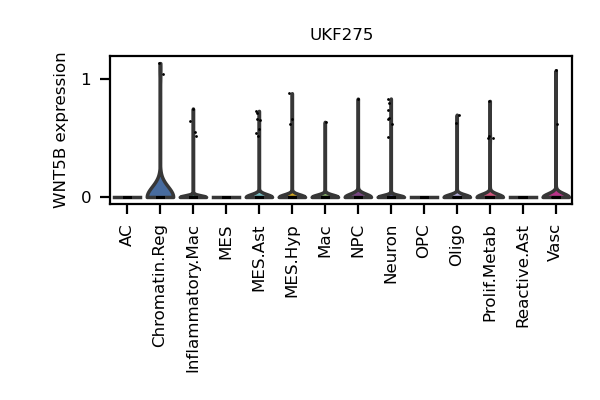 UKF275
WNT5B expression
1
0
AC
Chromatin.Reg
Inflammatory.Mac
MES
MES.Ast
MES.Hyp
Mac
NPC
Neuron
OPC
Oligo
Prolif.Metab
Reactive.Ast
Vasc